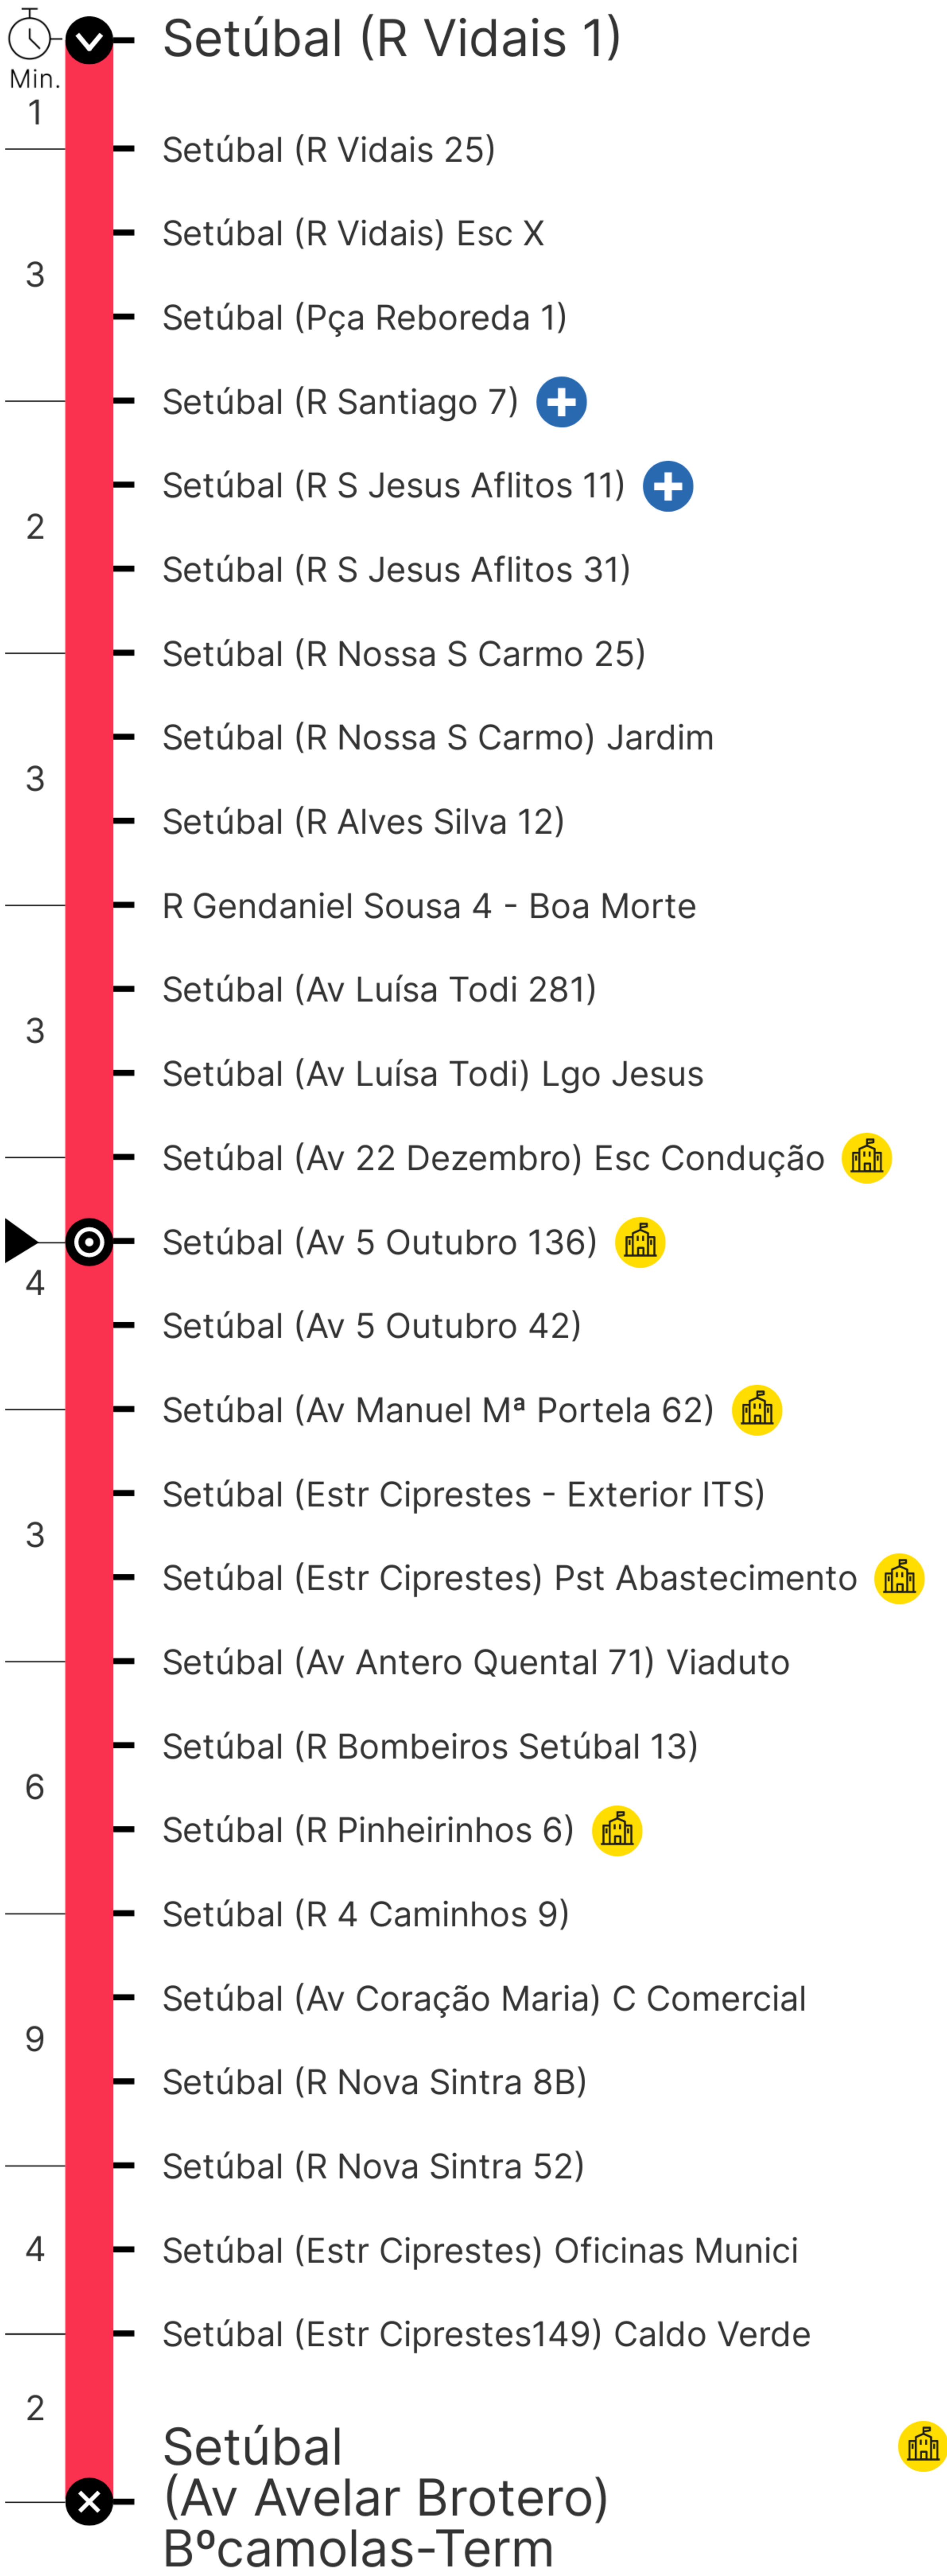 Setúbal (R Vidais 1)
Min.
1
Setúbal (R Vidais 25)
Setúbal (R Vidais) Esc X
3
Setúbal (Pça Reboreda 1)
Setúbal (R Santiago 7)
Setúbal (R S Jesus Aflitos 11)
2
Setúbal (R S Jesus Aflitos 31)
Setúbal (R Nossa S Carmo 25)
Setúbal (R Nossa S Carmo) Jardim
3
Setúbal (R Alves Silva 12)
R Gendaniel Sousa 4 - Boa Morte
Setúbal (Av Luísa Todi 281)
3
Setúbal (Av Luísa Todi) Lgo Jesus
Setúbal (Av 22 Dezembro) Esc Condução
Setúbal (Av 5 Outubro 136)
4
Setúbal (Av 5 Outubro 42)
Setúbal (Av Manuel Mª Portela 62)
Setúbal (Estr Ciprestes - Exterior ITS)
3
Setúbal (Estr Ciprestes) Pst Abastecimento
Setúbal (Av Antero Quental 71) Viaduto
Setúbal (R Bombeiros Setúbal 13)
6
Setúbal (R Pinheirinhos 6)
Setúbal (R 4 Caminhos 9)
Setúbal (Av Coração Maria) C Comercial
9
Setúbal (R Nova Sintra 8B)
Setúbal (R Nova Sintra 52)
4
Setúbal (Estr Ciprestes) Oficinas Munici
Setúbal (Estr Ciprestes149) Caldo Verde
2
Setúbal
(Av Avelar Brotero)
Bºcamolas-Term